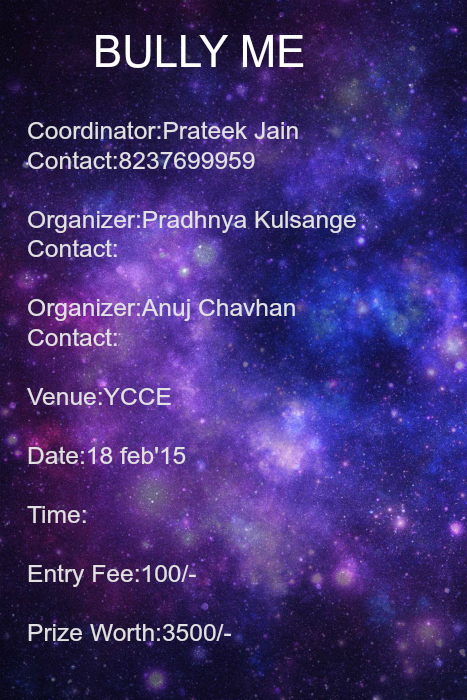 BULLY ME
Coordinator:Prateek Jain
Contact:8237699959
Organizer:Pradhnya Kulsange
Contact:
Organizer:Anuj Chavhan
Contact:
Venue:YCCE
Date:18 feb'15
Time:
Entry Fee:100/-
Prize Worth:3500/-